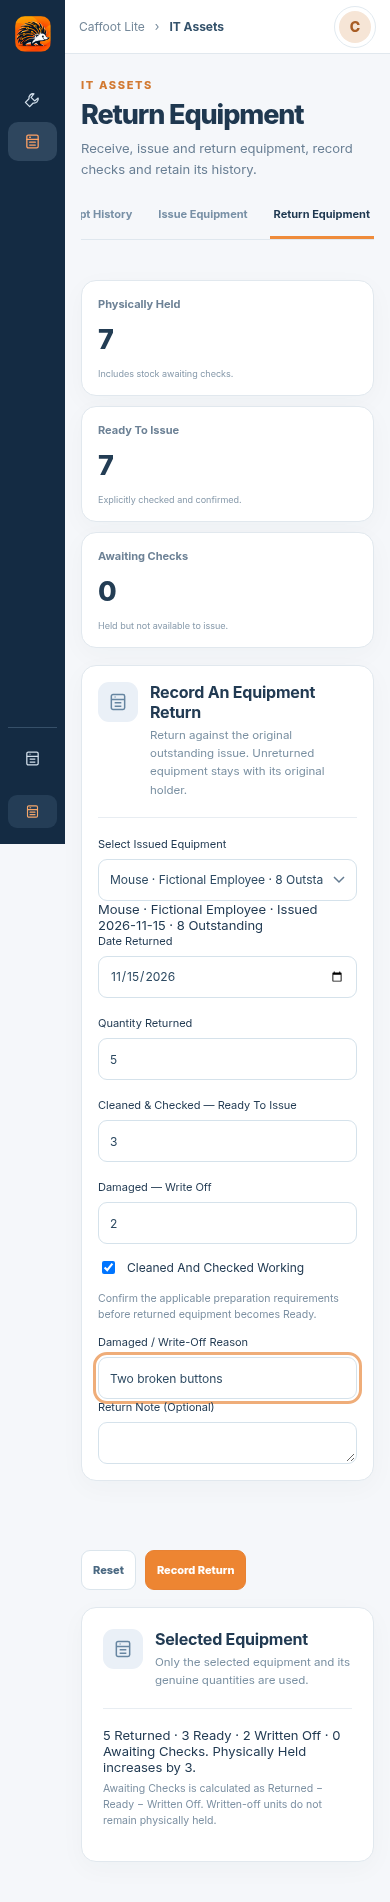 Caffoot Lite › IT Assets
C
IT ASSETS
Return Equipment
Receive, issue and return equipment, record
checks and retain its history.
pt History Issue Equipment Return Equipment
Physically Held
7
Includes stock awaiting checks.
Ready To Issue
7
Explicitly checked and confirmed.
Awaiting Checks
0
Held but not available to issue.
Record An Equipment
Return
Return against the original
outstanding issue. Unreturned
equipment stays with its original
holder.
Select Issued Equipment
Mouse · Fictional Employee · 8 Outsta
Mouse · Fictional Employee · Issued
2026-11-15 · 8 Outstanding
Date Returned
11/15/2026
Quantity Returned
5
Cleaned & Checked — Ready To Issue
3
Damaged — Write Off
2
Cleaned And Checked Working
Confirm the applicable preparation requirements
before returned equipment becomes Ready.
Damaged / Write-Off Reason
Two broken buttons
Return Note (Optional)
Reset Record Return
Selected Equipment
Only the selected equipment and its
genuine quantities are used.
5 Returned · 3 Ready · 2 Written Off · 0
Awaiting Checks. Physically Held
increases by 3.
Awaiting Checks is calculated as Returned −
Ready − Written Off. Written-off units do not
remain physically held.